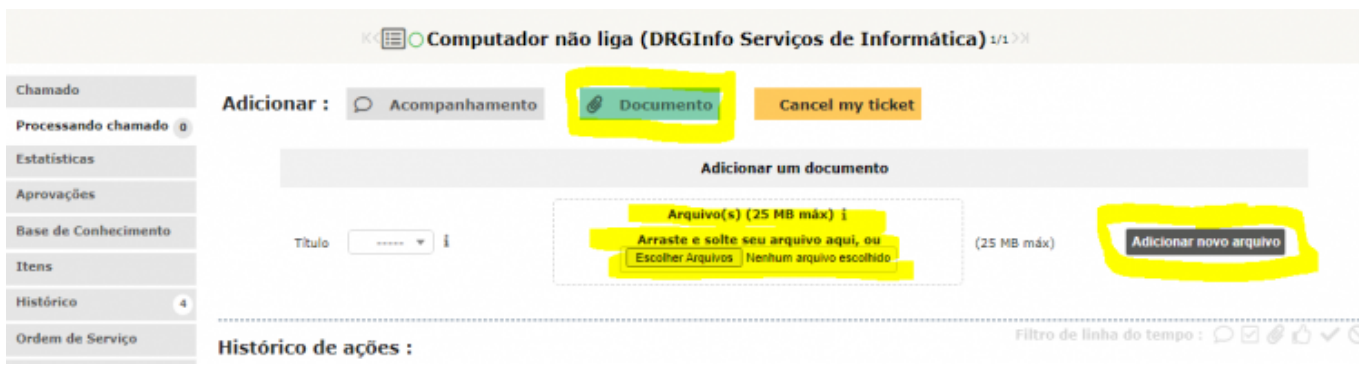 Computador não liga (DRGInfo Serviços de Informática) 1/1
Chamado
Processando chamado 0
Estatísticas
Aprovações
Base de Conhecimento
Itens
Histórico 4
Ordem de Serviço
Adicionar : Acompanhamento Documento Cancel my ticket
Adicionar um documento
Título ----- i
Arquivo(s) (25 MB máx) i
Arraste e solte seu arquivo aqui, ou
Escolher Arquivos Nenhum arquivo escolhido
(25 MB máx)
Adicionar novo arquivo
Filtro de linha do tempo :
Histórico de ações :